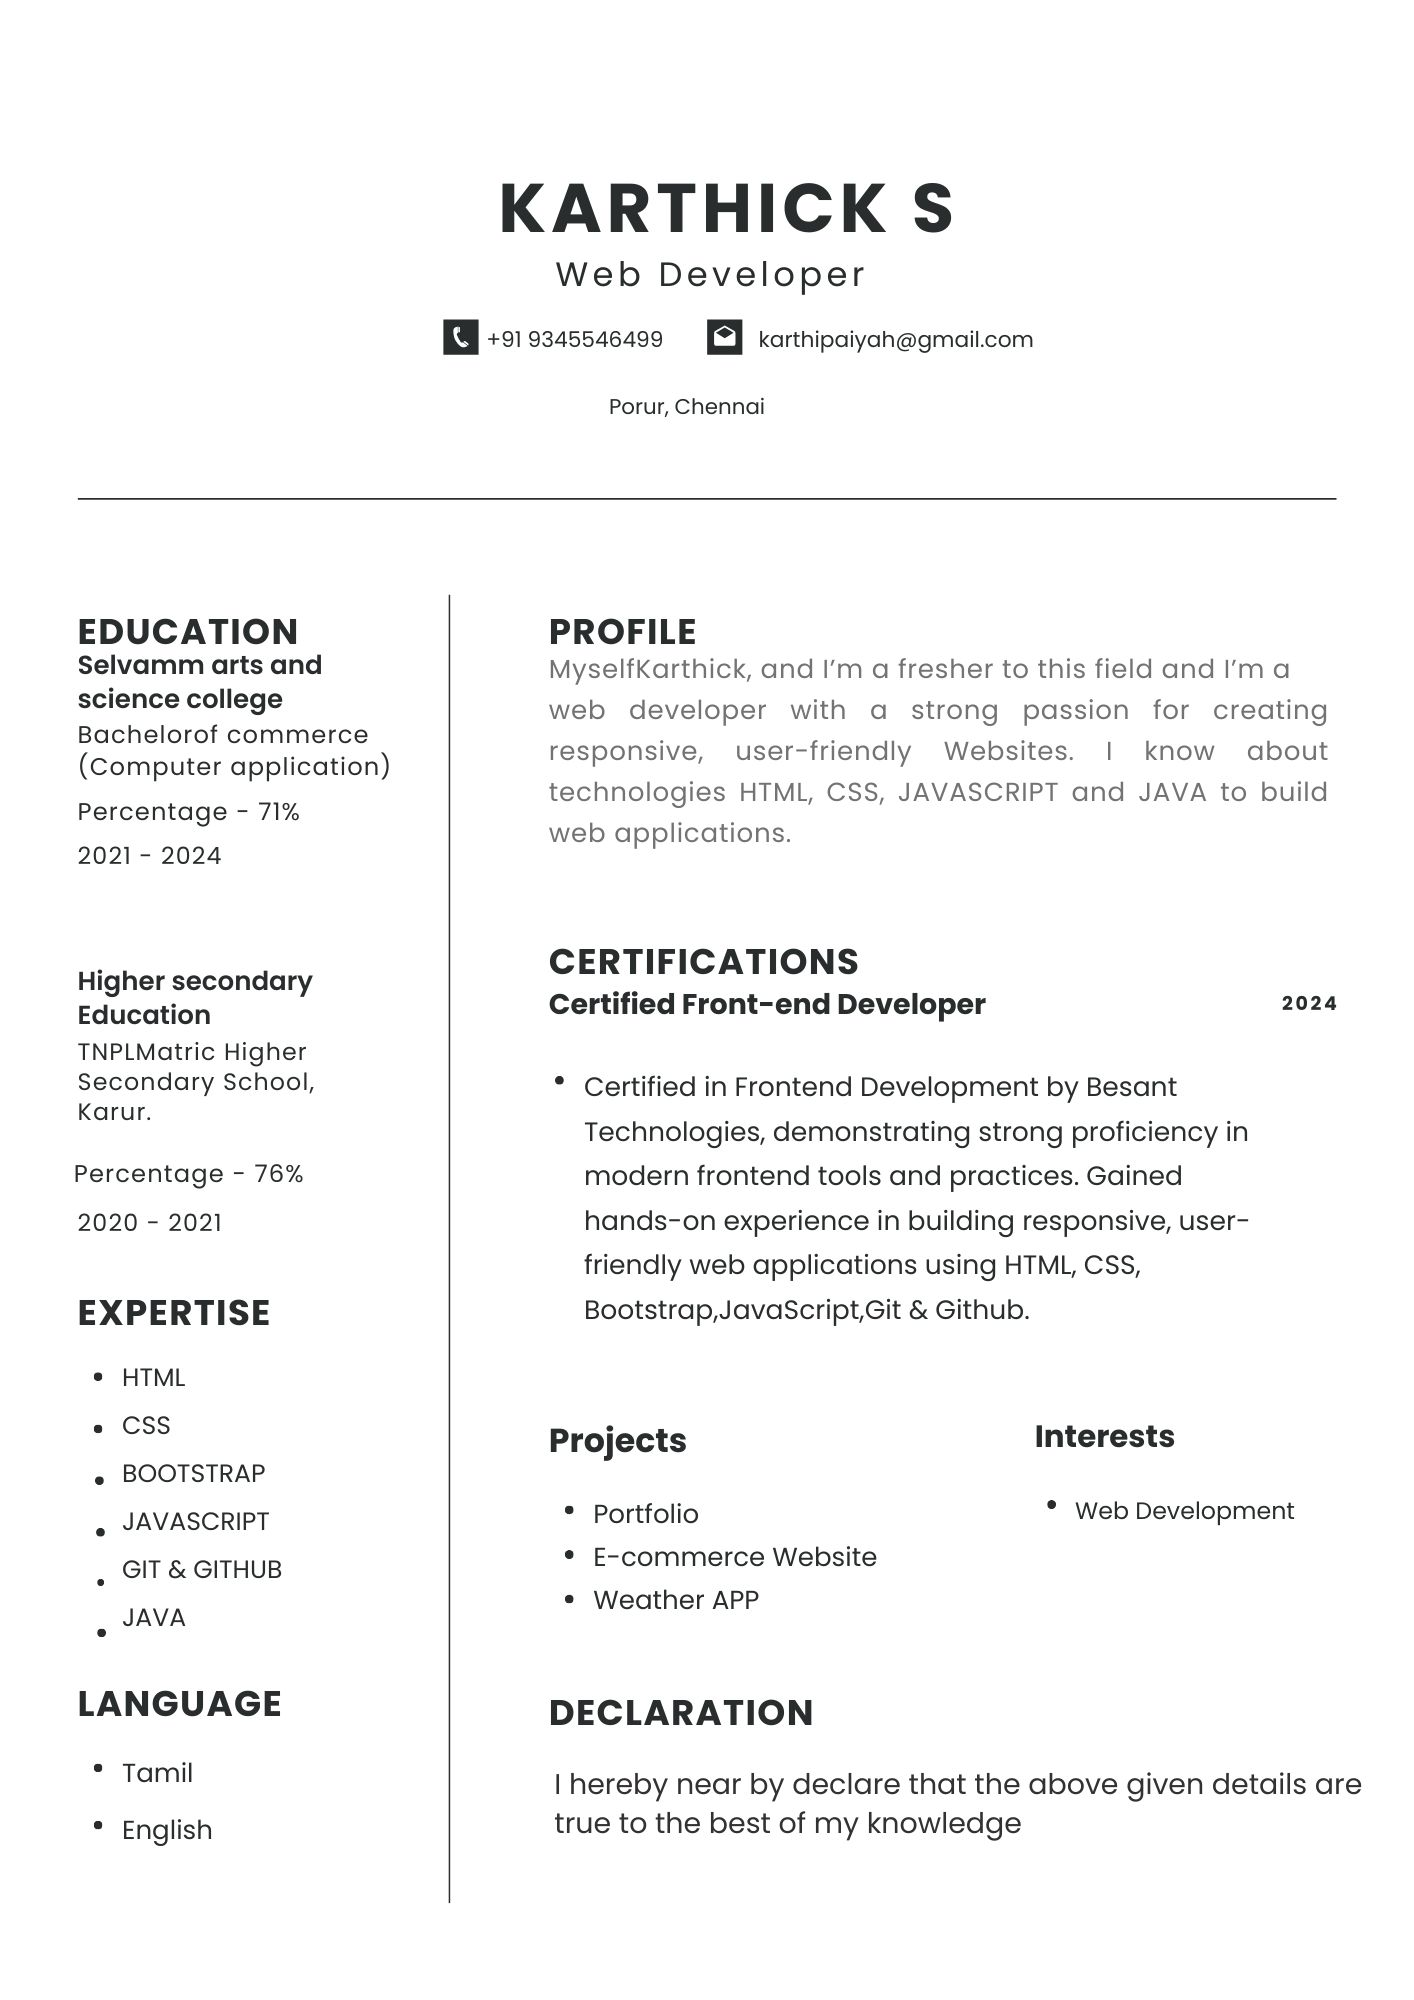 KARTHICK S
Web Developer
+91 9345546499 karthipaiyah@gmail.com
Porur, Chennai
EDUCATION
Selvamm arts and
science college
Bachelorof commerce
(Computer application)
Percentage - 71%
2021 - 2024
Higher secondary
Education
TNPLMatric Higher
Secondary School,
Karur.
Percentage - 76%
2020 - 2021
EXPERTISE
• HTML
• CSS
• BOOTSTRAP
• JAVASCRIPT
• GIT & GITHUB
• JAVA
LANGUAGE
• Tamil
• English
PROFILE
MyselfKarthick, and I’m a fresher to this field and I’m a
web developer with a strong passion for creating
responsive, user-friendly Websites. I know about
technologies HTML, CSS, JAVASCRIPT and JAVA to build
web applications.
CERTIFICATIONS
Certified Front-end Developer 2024
• Certified in Frontend Development by Besant
Technologies, demonstrating strong proficiency in
modern frontend tools and practices. Gained
hands-on experience in building responsive, user-
friendly web applications using HTML, CSS,
Bootstrap,JavaScript,Git & Github.
Projects
• Portfolio
• E-commerce Website
• Weather APP
Interests
• Web Development
DECLARATION
I hereby near by declare that the above given details are
true to the best of my knowledge